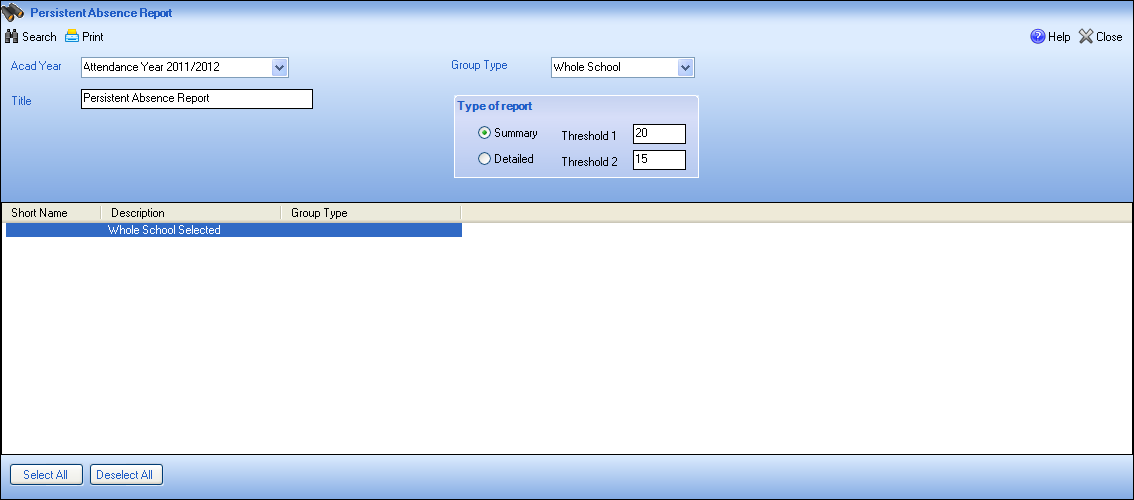 Persistent Absence Report
Search Print Help Close
Acad Year Attendance Year 2011/2012 Group Type Whole School
Title Persistent Absence Report
Type of report
Summary Threshold 1 20
Detailed Threshold 2 15
Short Name Description Group Type
Whole School Selected
Select All Deselect All